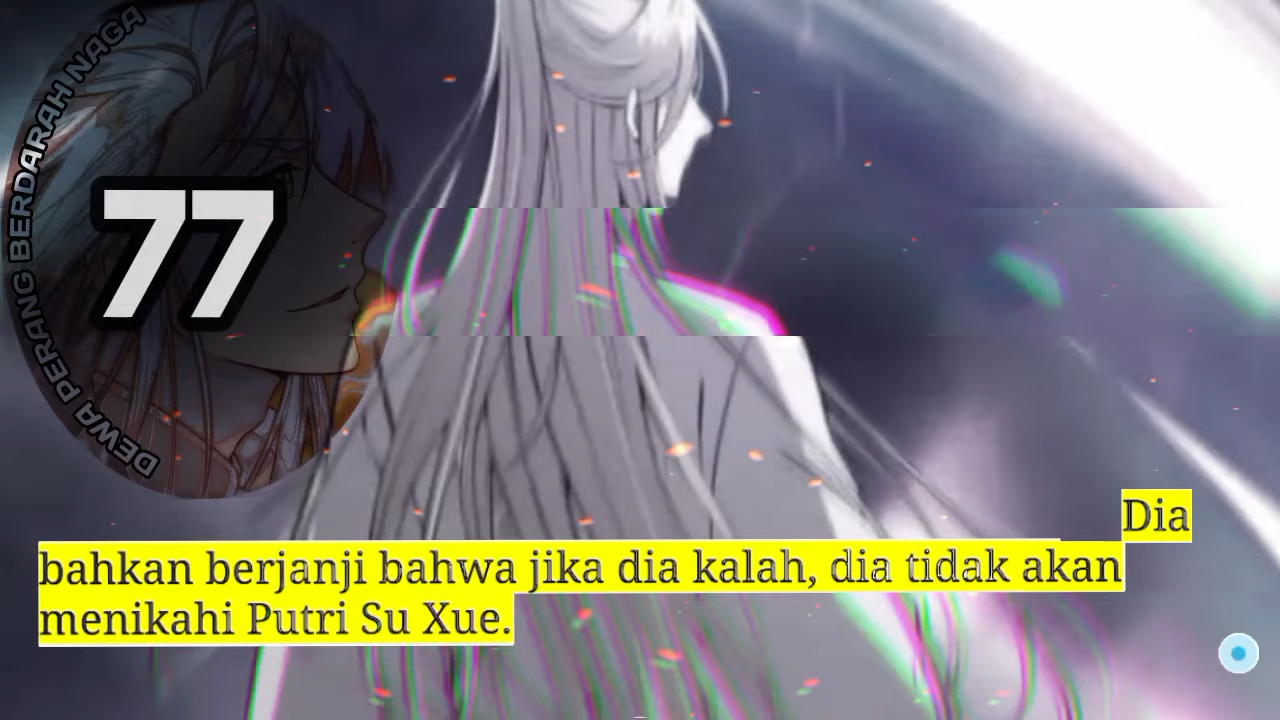 DEWA PERANG BERDARAH NAGA
77
Dia
bahkan berjanji bahwa jika dia kalah, dia tidak akan
menikahi Putri Su Xue.